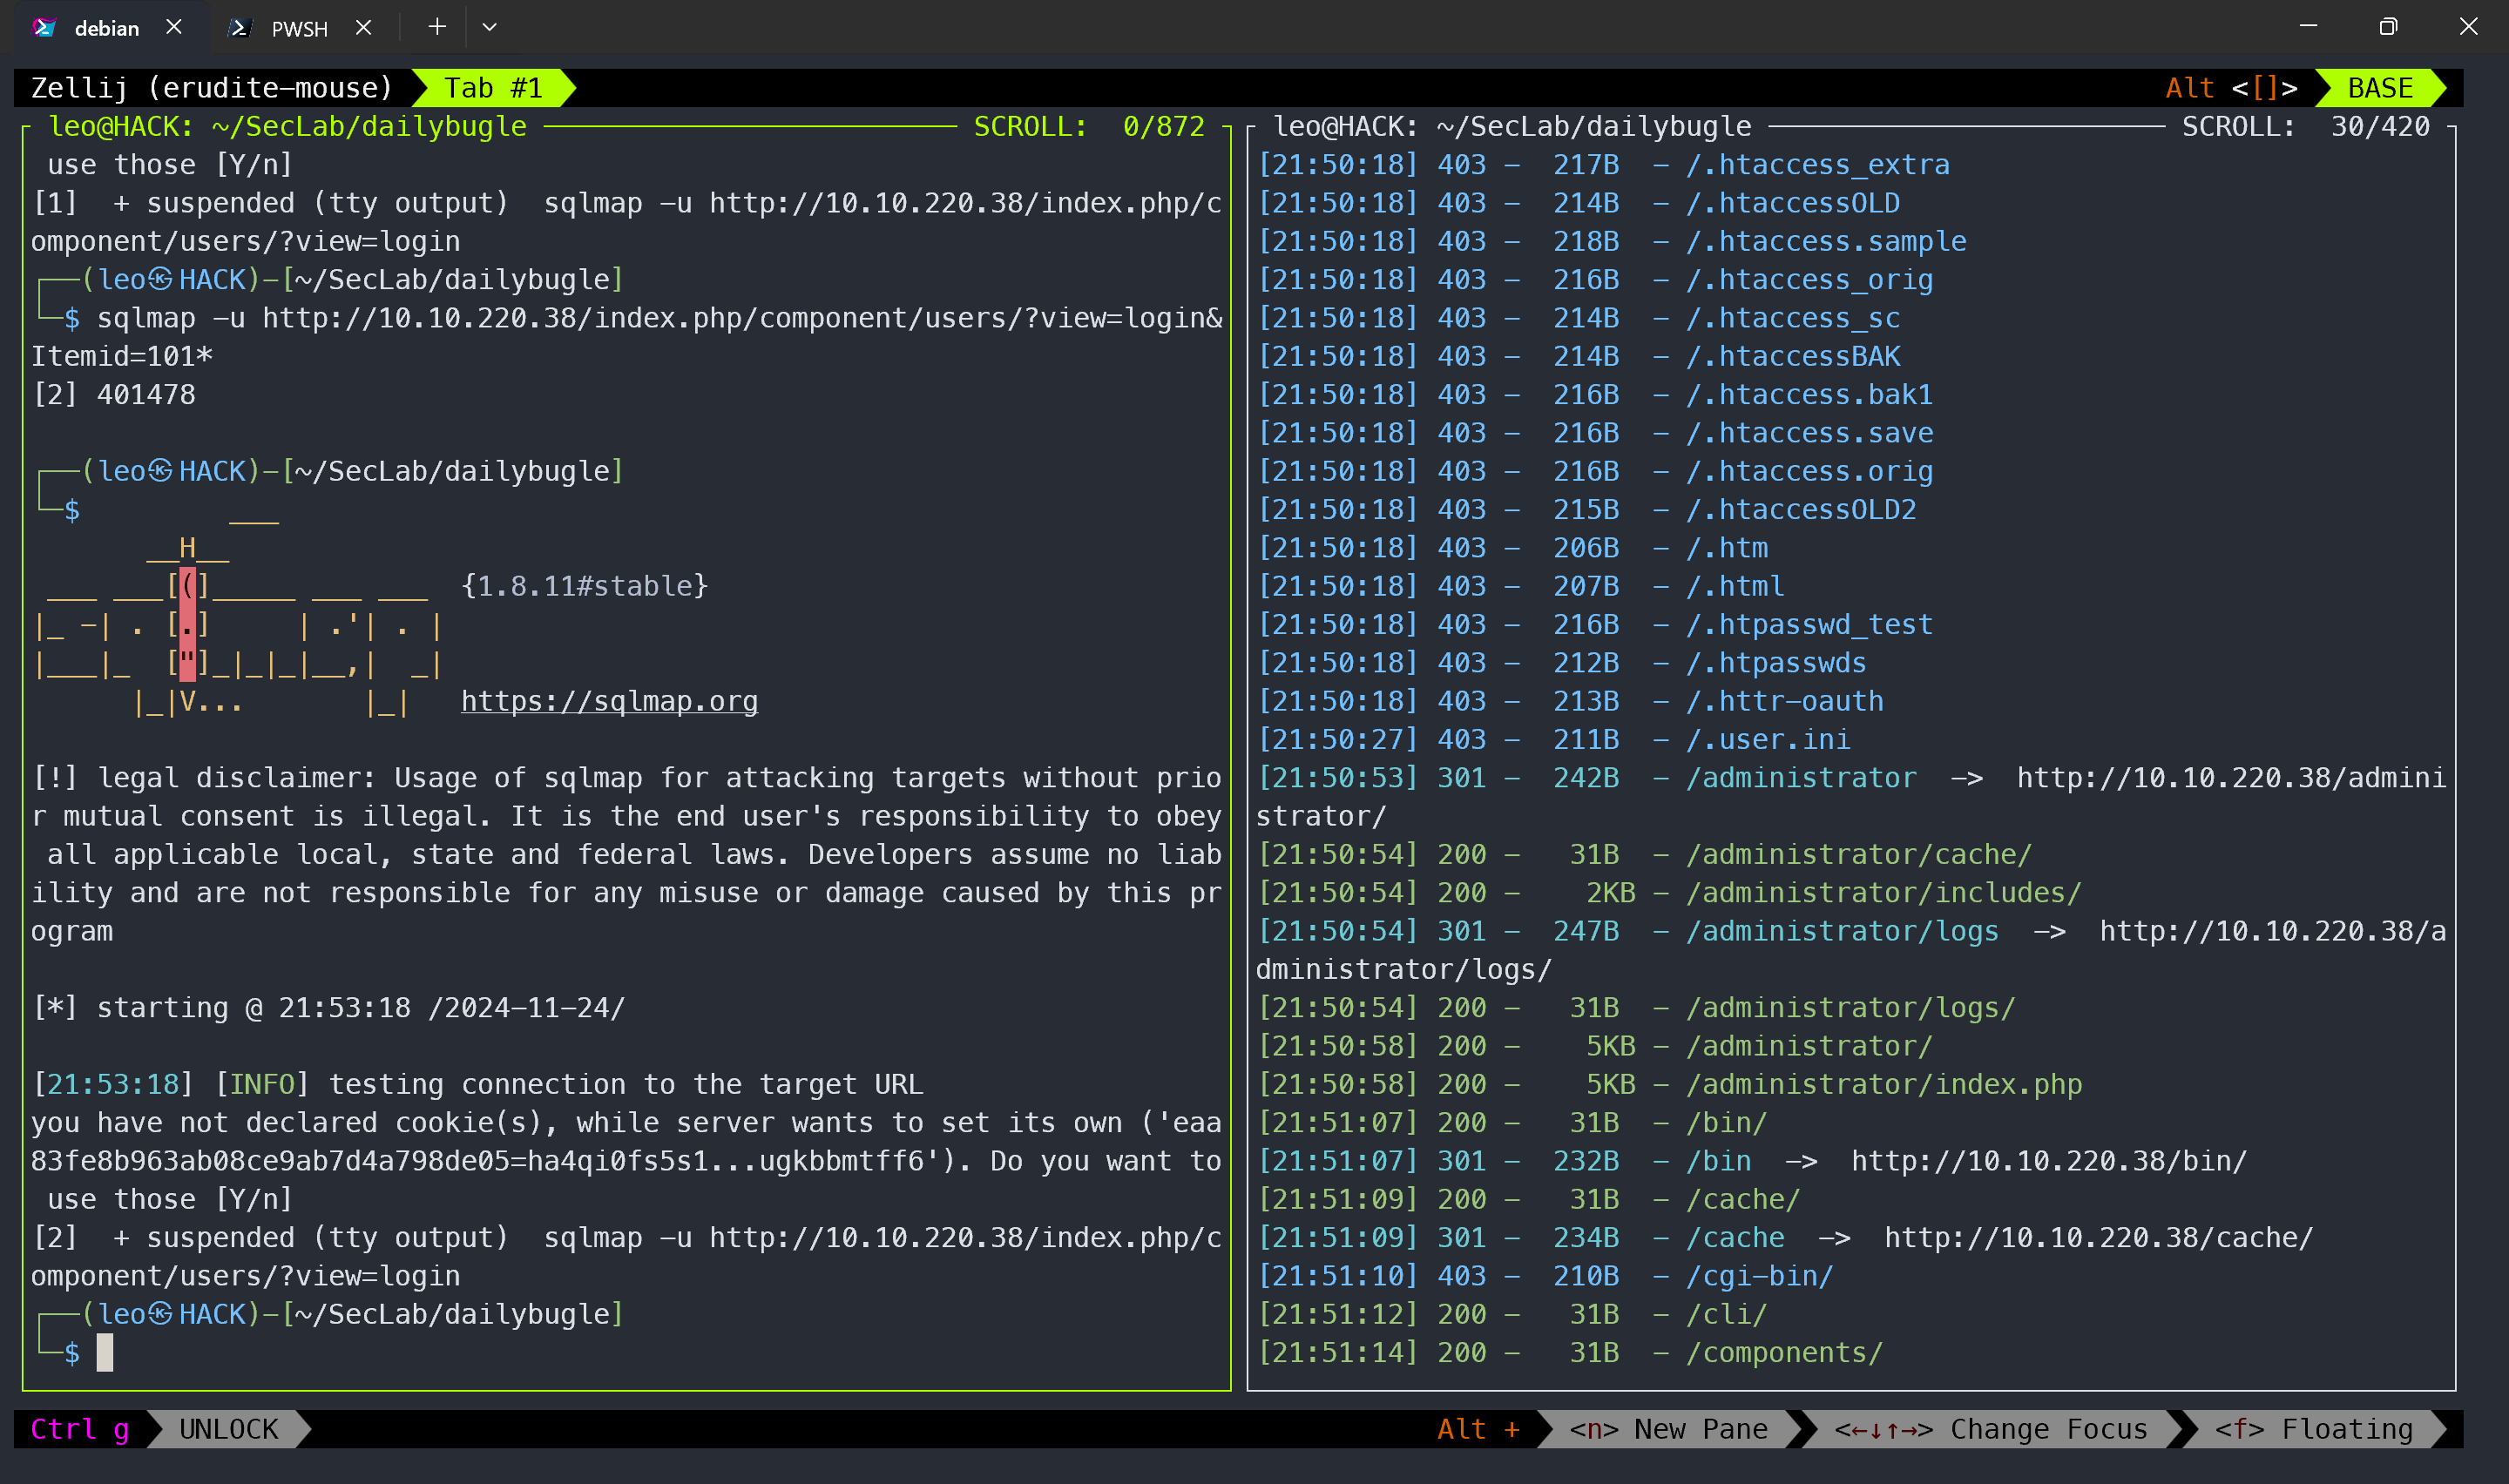 debian
PWSH
Zellij (erudite-mouse) Tab #1 Alt <[]> BASE
leo@HACK: ~/SecLab/dailybugle SCROLL: 0/872
 use those [Y/n]
[1]  + suspended (tty output)  sqlmap -u http://10.10.220.38/index.php/c
omponent/users/?view=login
┌──(leo㉿HACK)-[~/SecLab/dailybugle]
└─$ sqlmap -u http://10.10.220.38/index.php/component/users/?view=login&
Itemid=101*
[2] 401478
┌──(leo㉿HACK)-[~/SecLab/dailybugle]
└─$         ___
       __H__
 ___ ___[(]_____ ___ ___  {1.8.11#stable}
|_ -| . [.]     | .'| . |
|___|_  ["]_|_|_|__,|  _|
      |_|V...       |_|   https://sqlmap.org
[!] legal disclaimer: Usage of sqlmap for attacking targets without prio
r mutual consent is illegal. It is the end user's responsibility to obey
 all applicable local, state and federal laws. Developers assume no liab
ility and are not responsible for any misuse or damage caused by this pr
ogram
[*] starting @ 21:53:18 /2024-11-24/
[21:53:18] [INFO] testing connection to the target URL
you have not declared cookie(s), while server wants to set its own ('eaa
83fe8b963ab08ce9ab7d4a798de05=ha4qi0fs5s1...ugkbbmtff6'). Do you want to
 use those [Y/n]
[2]  + suspended (tty output)  sqlmap -u http://10.10.220.38/index.php/c
omponent/users/?view=login
┌──(leo㉿HACK)-[~/SecLab/dailybugle]
└─$
leo@HACK: ~/SecLab/dailybugle SCROLL: 30/420
[21:50:18] 403 -  217B  - /.htaccess_extra
[21:50:18] 403 -  214B  - /.htaccessOLD
[21:50:18] 403 -  218B  - /.htaccess.sample
[21:50:18] 403 -  216B  - /.htaccess_orig
[21:50:18] 403 -  214B  - /.htaccess_sc
[21:50:18] 403 -  214B  - /.htaccessBAK
[21:50:18] 403 -  216B  - /.htaccess.bak1
[21:50:18] 403 -  216B  - /.htaccess.save
[21:50:18] 403 -  216B  - /.htaccess.orig
[21:50:18] 403 -  215B  - /.htaccessOLD2
[21:50:18] 403 -  206B  - /.htm
[21:50:18] 403 -  207B  - /.html
[21:50:18] 403 -  216B  - /.htpasswd_test
[21:50:18] 403 -  212B  - /.htpasswds
[21:50:18] 403 -  213B  - /.httr-oauth
[21:50:27] 403 -  211B  - /.user.ini
[21:50:53] 301 -  242B  - /administrator  ->  http://10.10.220.38/admini
strator/
[21:50:54] 200 -   31B  - /administrator/cache/
[21:50:54] 200 -    2KB - /administrator/includes/
[21:50:54] 301 -  247B  - /administrator/logs  ->  http://10.10.220.38/a
dministrator/logs/
[21:50:54] 200 -   31B  - /administrator/logs/
[21:50:58] 200 -    5KB - /administrator/
[21:50:58] 200 -    5KB - /administrator/index.php
[21:51:07] 200 -   31B  - /bin/
[21:51:07] 301 -  232B  - /bin  ->  http://10.10.220.38/bin/
[21:51:09] 200 -   31B  - /cache/
[21:51:09] 301 -  234B  - /cache  ->  http://10.10.220.38/cache/
[21:51:10] 403 -  210B  - /cgi-bin/
[21:51:12] 200 -   31B  - /cli/
[21:51:14] 200 -   31B  - /components/
Ctrl g UNLOCK Alt + <n> New Pane <←↓↑→> Change Focus <f> Floating